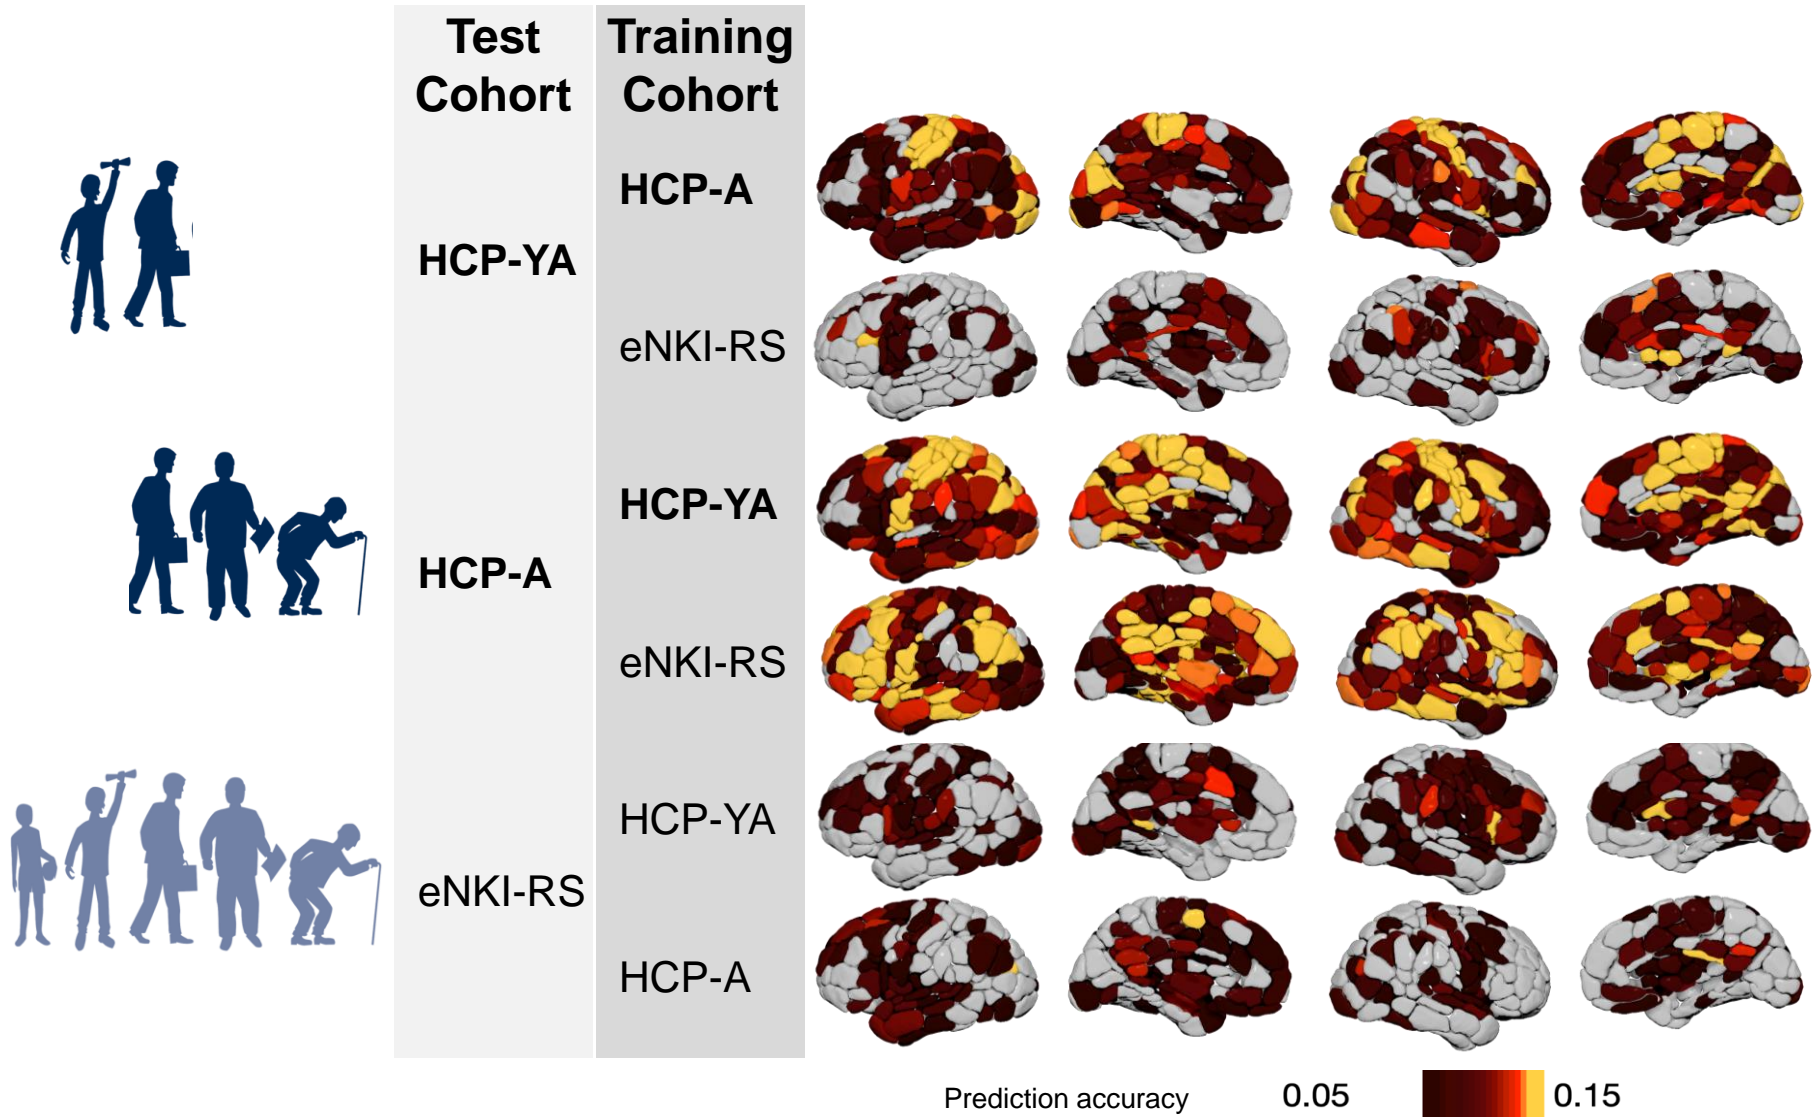 Test
Cohort
Training
Cohort
HCP-YA
HCP-A
eNKI-RS
HCP-A
HCP-YA
eNKI-RS
eNKI-RS
HCP-YA
HCP-A
Prediction accuracy
0.05
0.15